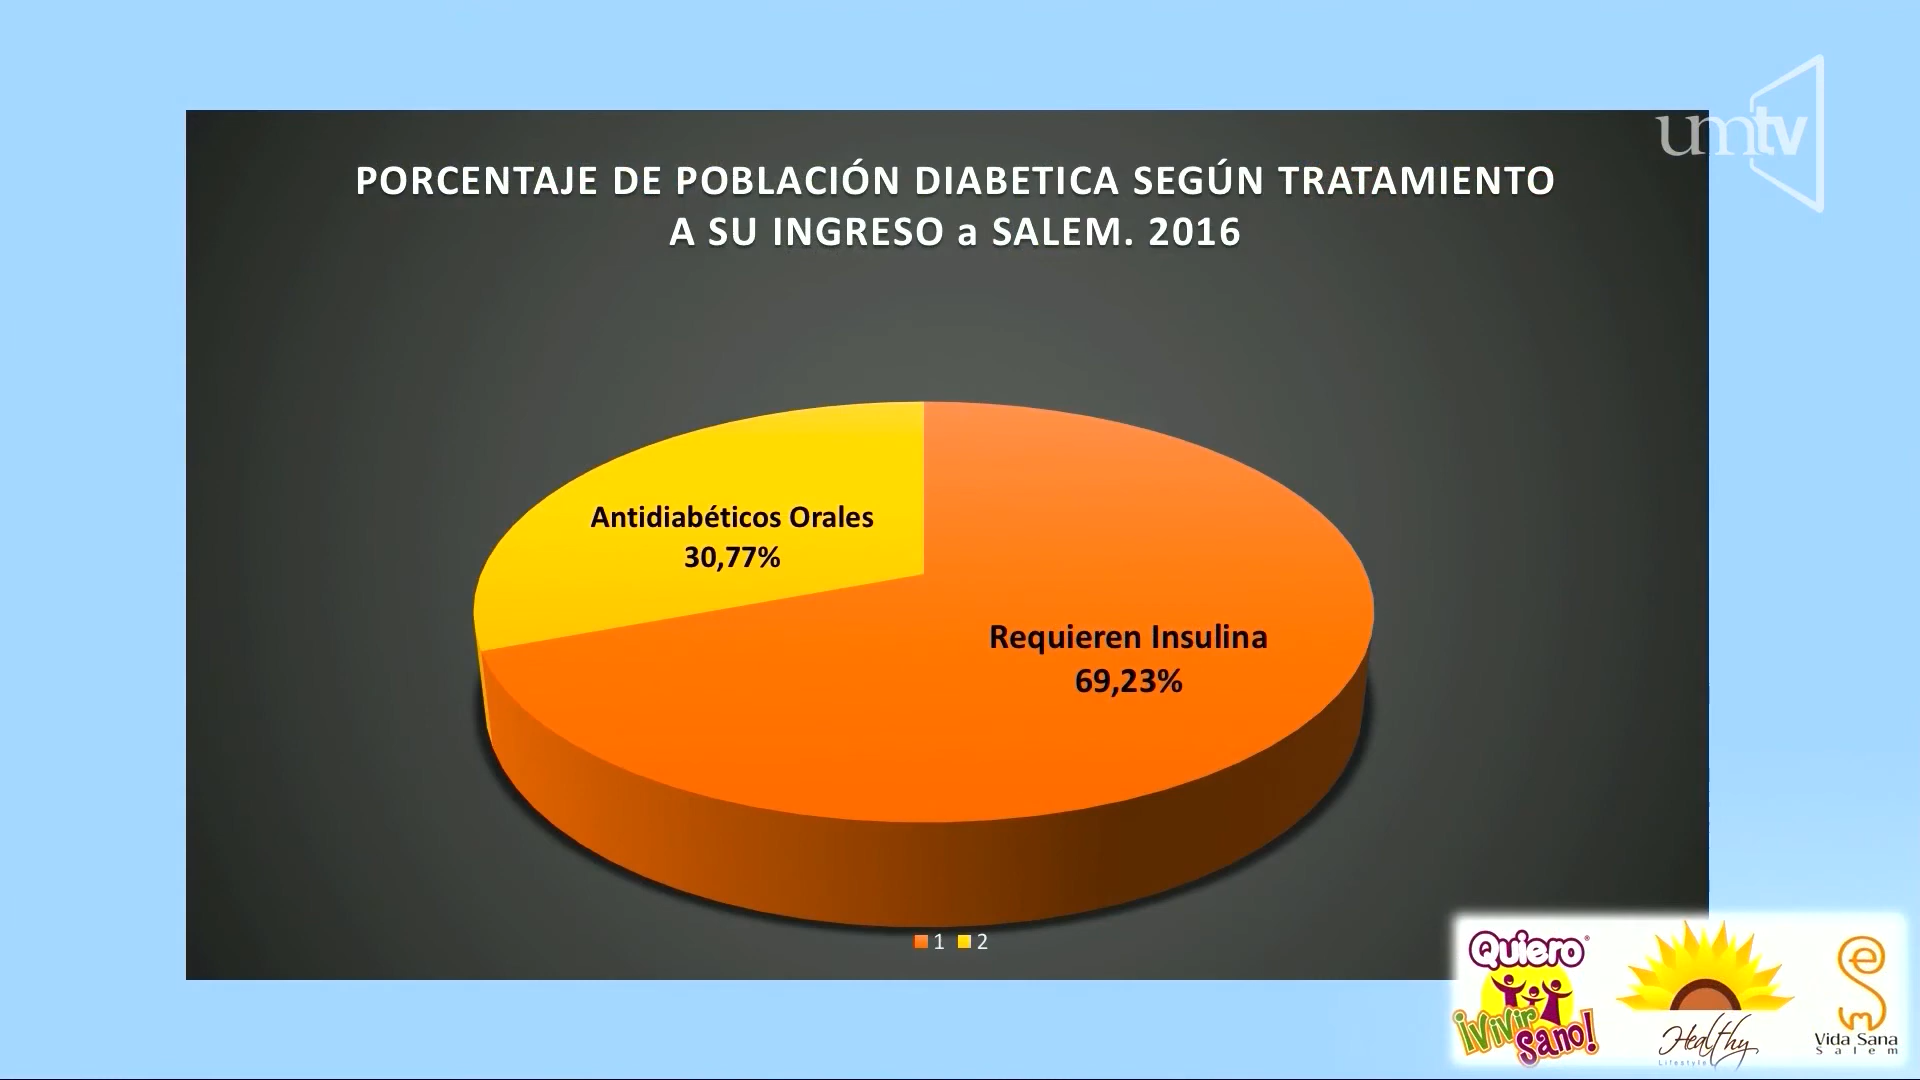 umtv
PORCENTAJE DE POBLACIÓN DIABETICA SEGÚN TRATAMIENTO
A SU INGRESO a SALEM. 2016
Antidiabéticos Orales
30,77%
Requieren Insulina
69,23%
1 2
Quiero®
¡Vivir
Sano!
Healthy
Lifestyle
Vida Sana
Salem